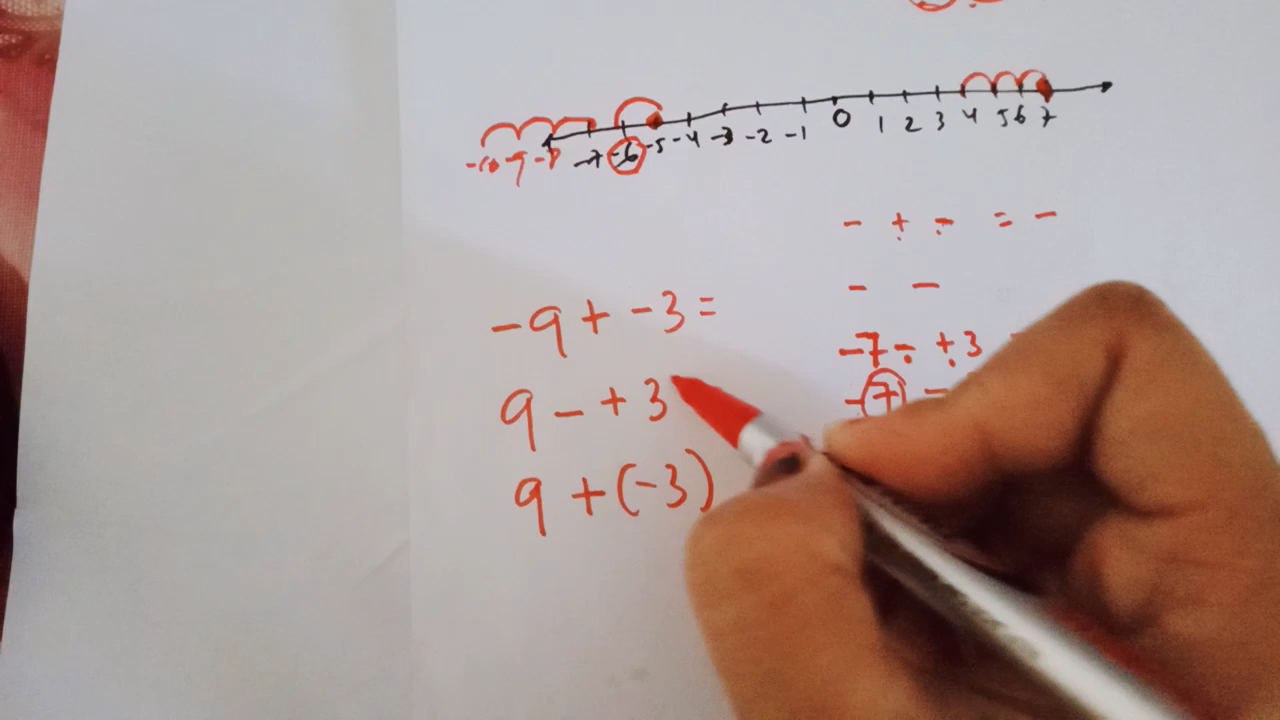 -10 -9 -8 -7 -6 -5 -4 -3 -2 -1 0 1 2 3 4 5 6 7
- + - = -
- -
-9 + -3 =
-7 - +3
9 - + 3
-7 -
9 + (-3)